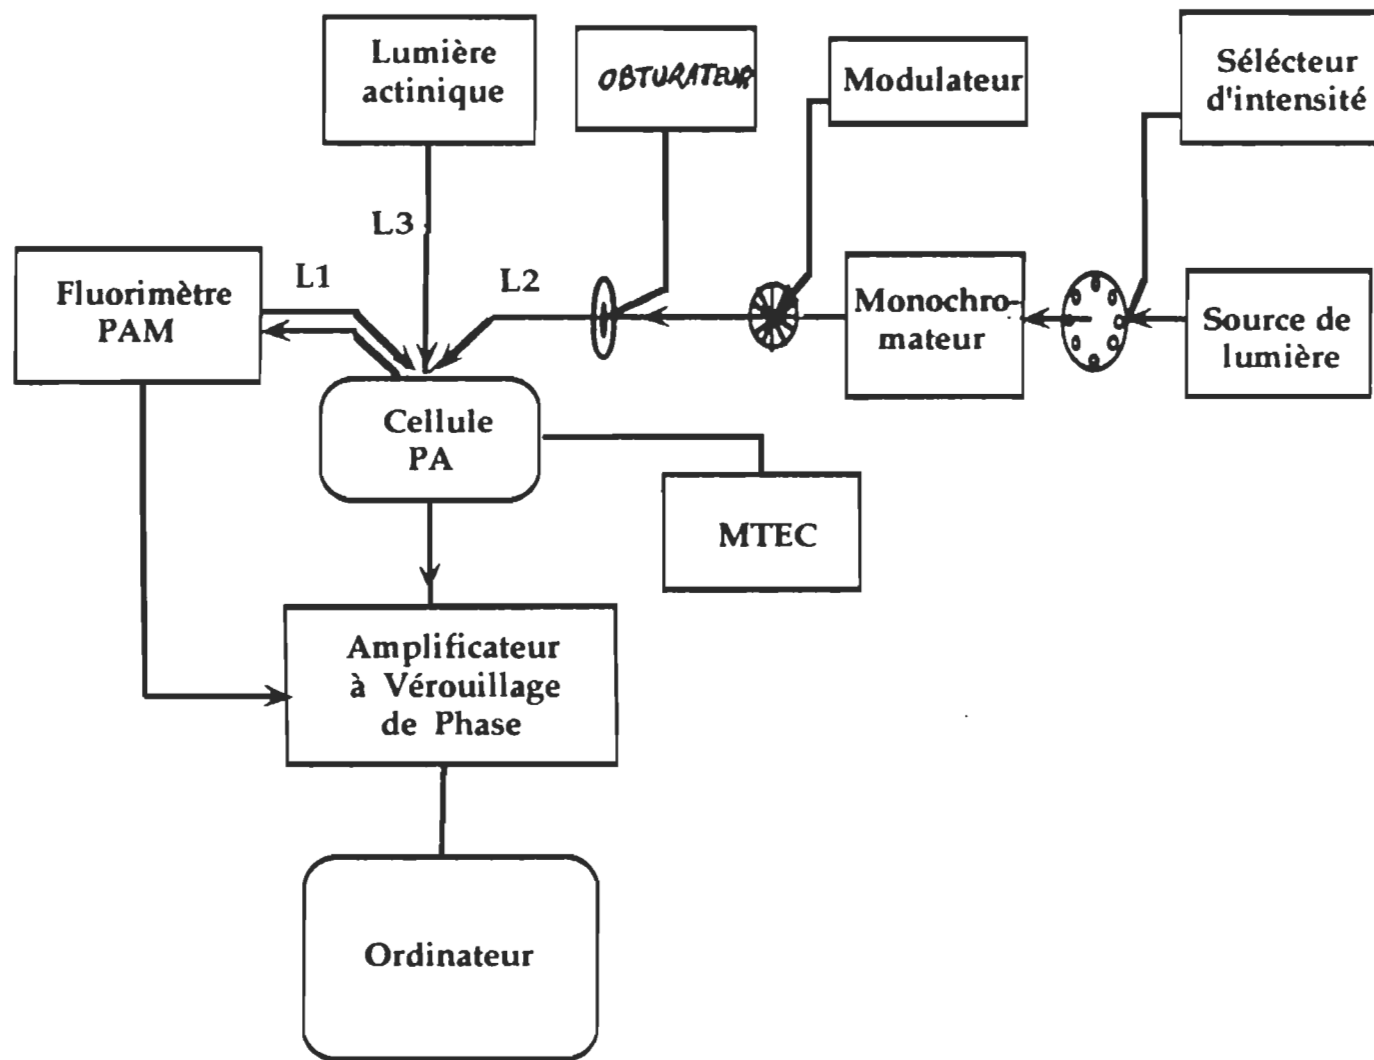 Lumière
actinique
OBTURATEUR
Modulateur
Sélécteur
d'intensité
L3
L1
L2
Fluorimètre
PAM
Monochro-
mateur
Source de
lumière
Cellule
PA
MTEC
Amplificateur
à Vérouillage
de Phase
Ordinateur